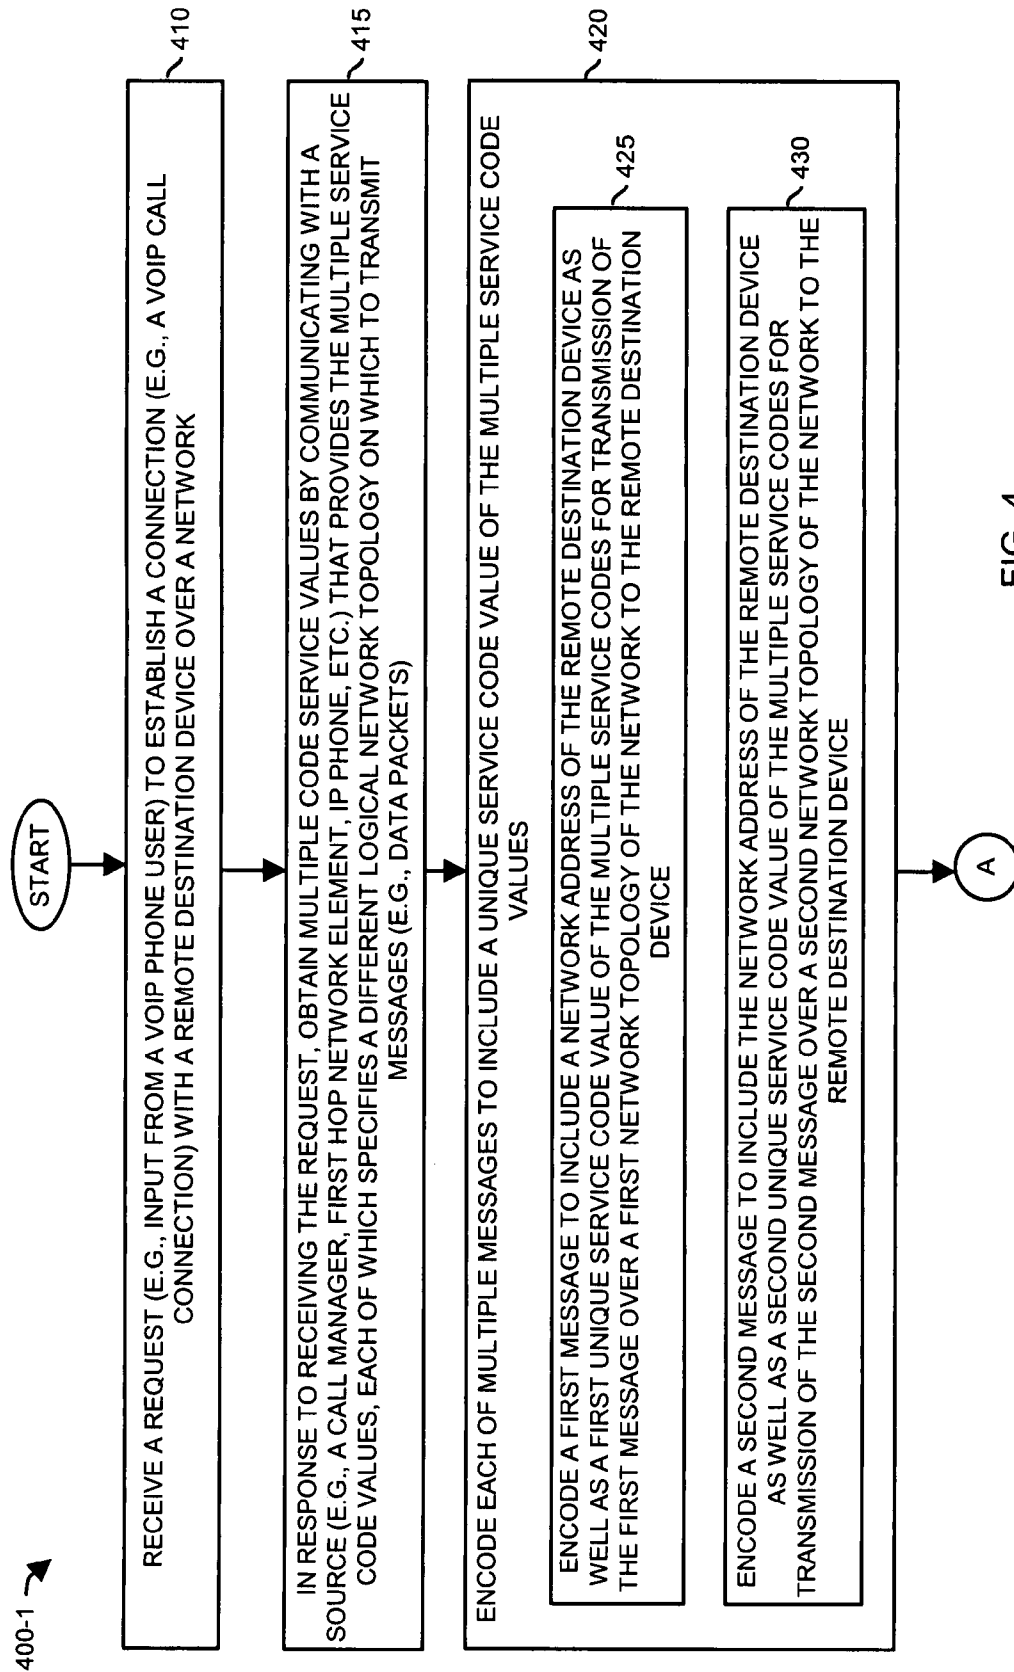 400-1
START
RECEIVE A REQUEST (E.G., INPUT FROM A VOIP PHONE USER) TO ESTABLISH A CONNECTION (E.G., A VOIP CALL
CONNECTION) WITH A REMOTE DESTINATION DEVICE OVER A NETWORK
410
IN RESPONSE TO RECEIVING THE REQUEST, OBTAIN MULTIPLE CODE SERVICE VALUES BY COMMUNICATING WITH A
SOURCE (E.G., A CALL MANAGER, FIRST HOP NETWORK ELEMENT, IP PHONE, ETC.) THAT PROVIDES THE MULTIPLE SERVICE
CODE VALUES, EACH OF WHICH SPECIFIES A DIFFERENT LOGICAL NETWORK TOPOLOGY ON WHICH TO TRANSMIT
MESSAGES (E.G., DATA PACKETS)
415
ENCODE EACH OF MULTIPLE MESSAGES TO INCLUDE A UNIQUE SERVICE CODE VALUE OF THE MULTIPLE SERVICE CODE
VALUES
420
ENCODE A FIRST MESSAGE TO INCLUDE A NETWORK ADDRESS OF THE REMOTE DESTINATION DEVICE AS
WELL AS A FIRST UNIQUE SERVICE CODE VALUE OF THE MULTIPLE SERVICE CODES FOR TRANSMISSION OF
THE FIRST MESSAGE OVER A FIRST NETWORK TOPOLOGY OF THE NETWORK TO THE REMOTE DESTINATION
DEVICE
425
ENCODE A SECOND MESSAGE TO INCLUDE THE NETWORK ADDRESS OF THE REMOTE DESTINATION DEVICE
AS WELL AS A SECOND UNIQUE SERVICE CODE VALUE OF THE MULTIPLE SERVICE CODES FOR
TRANSMISSION OF THE SECOND MESSAGE OVER A SECOND NETWORK TOPOLOGY OF THE NETWORK TO THE
REMOTE DESTINATION DEVICE
430
A
FIG. 4